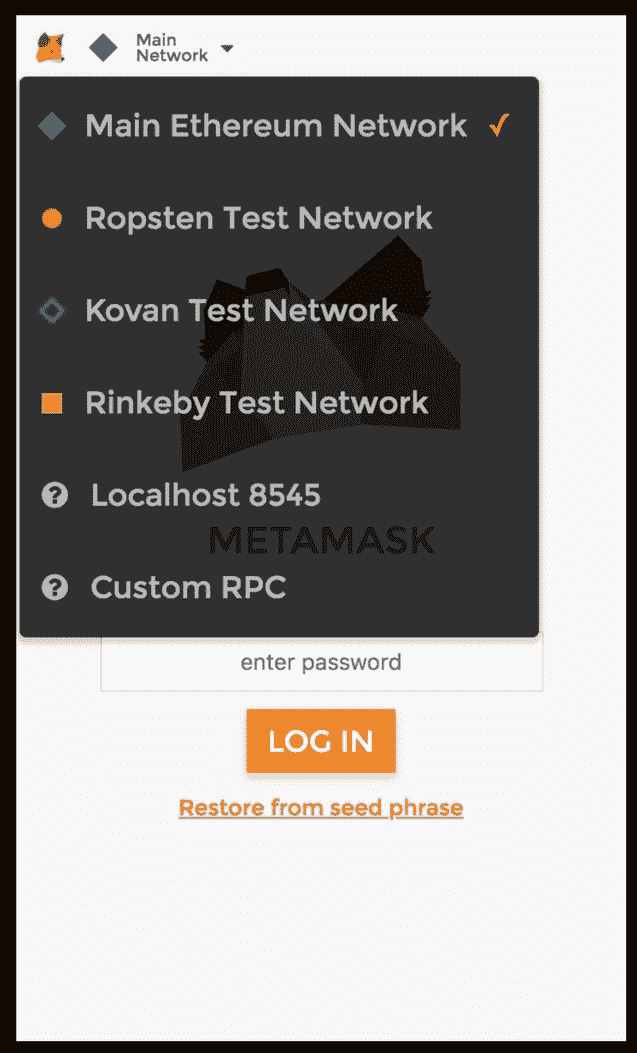 Main
Network
Main Ethereum Network
Ropsten Test Network
Kovan Test Network
Rinkeby Test Network
Localhost 8545
METAMASK
Custom RPC
enter password
LOG IN
Restore from seed phrase